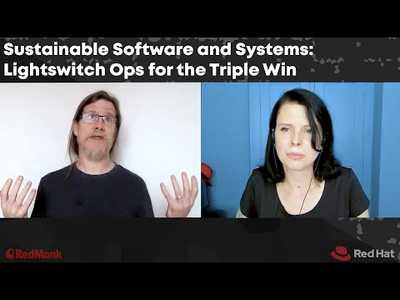 Sustainable Software and Systems:
Lightswitch Ops for the Triple Win
RedMonk
Red Hat